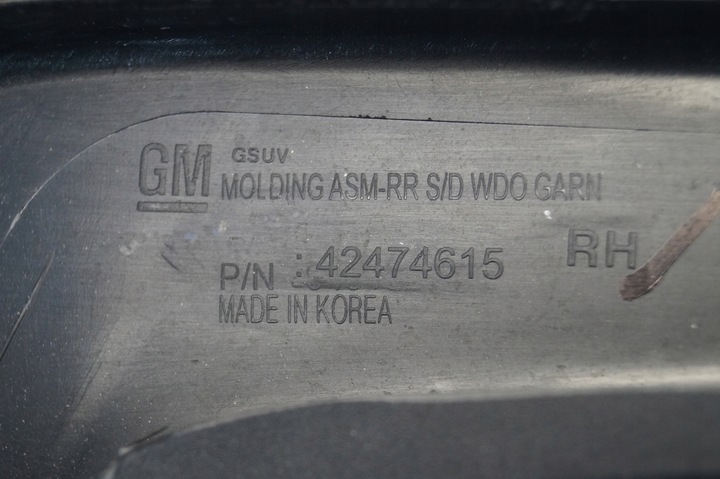 GM GSUV
MOLDING ASM-RR S/D WDO GARN
P/N :42474615 RH
MADE IN KOREA